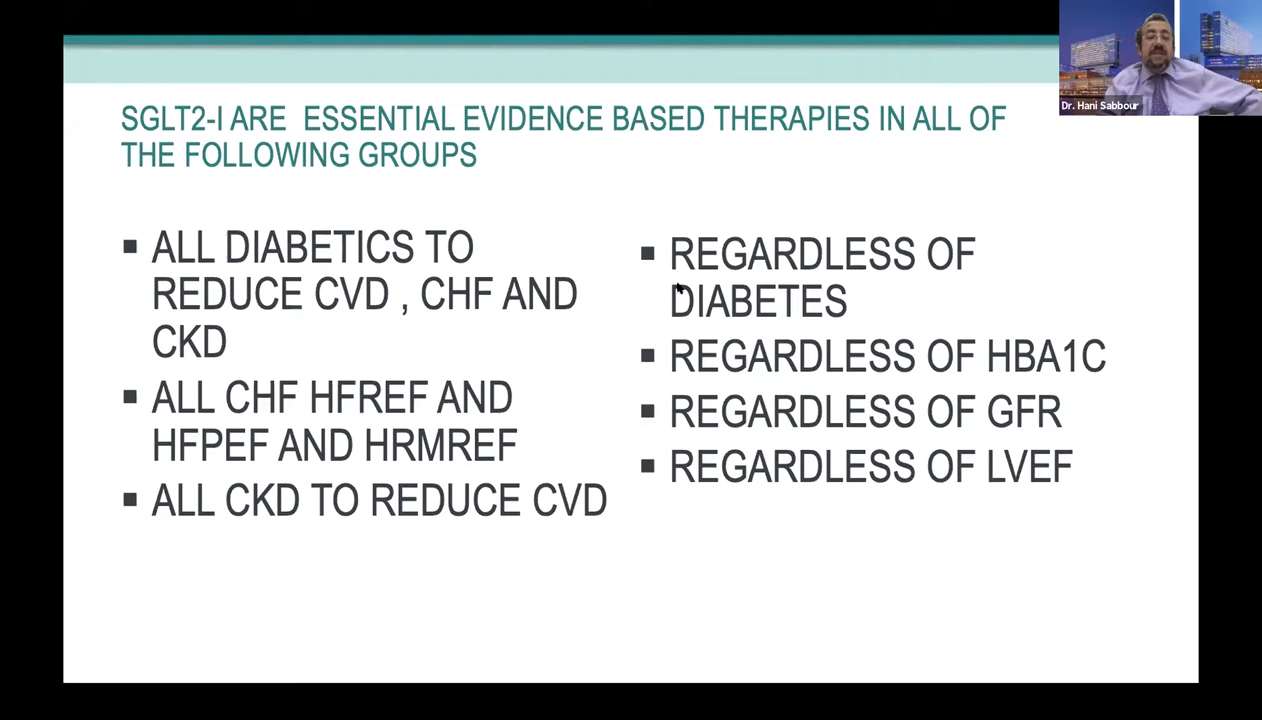 Dr. Hani Sabbour
SGLT2-I ARE ESSENTIAL EVIDENCE BASED THERAPIES IN ALL OF
THE FOLLOWING GROUPS
▪ ALL DIABETICS TO
REDUCE CVD , CHF AND
CKD
▪ ALL CHF HFREF AND
HFPEF AND HRMREF
▪ ALL CKD TO REDUCE CVD
▪ REGARDLESS OF
DIABETES
▪ REGARDLESS OF HBA1C
▪ REGARDLESS OF GFR
▪ REGARDLESS OF LVEF